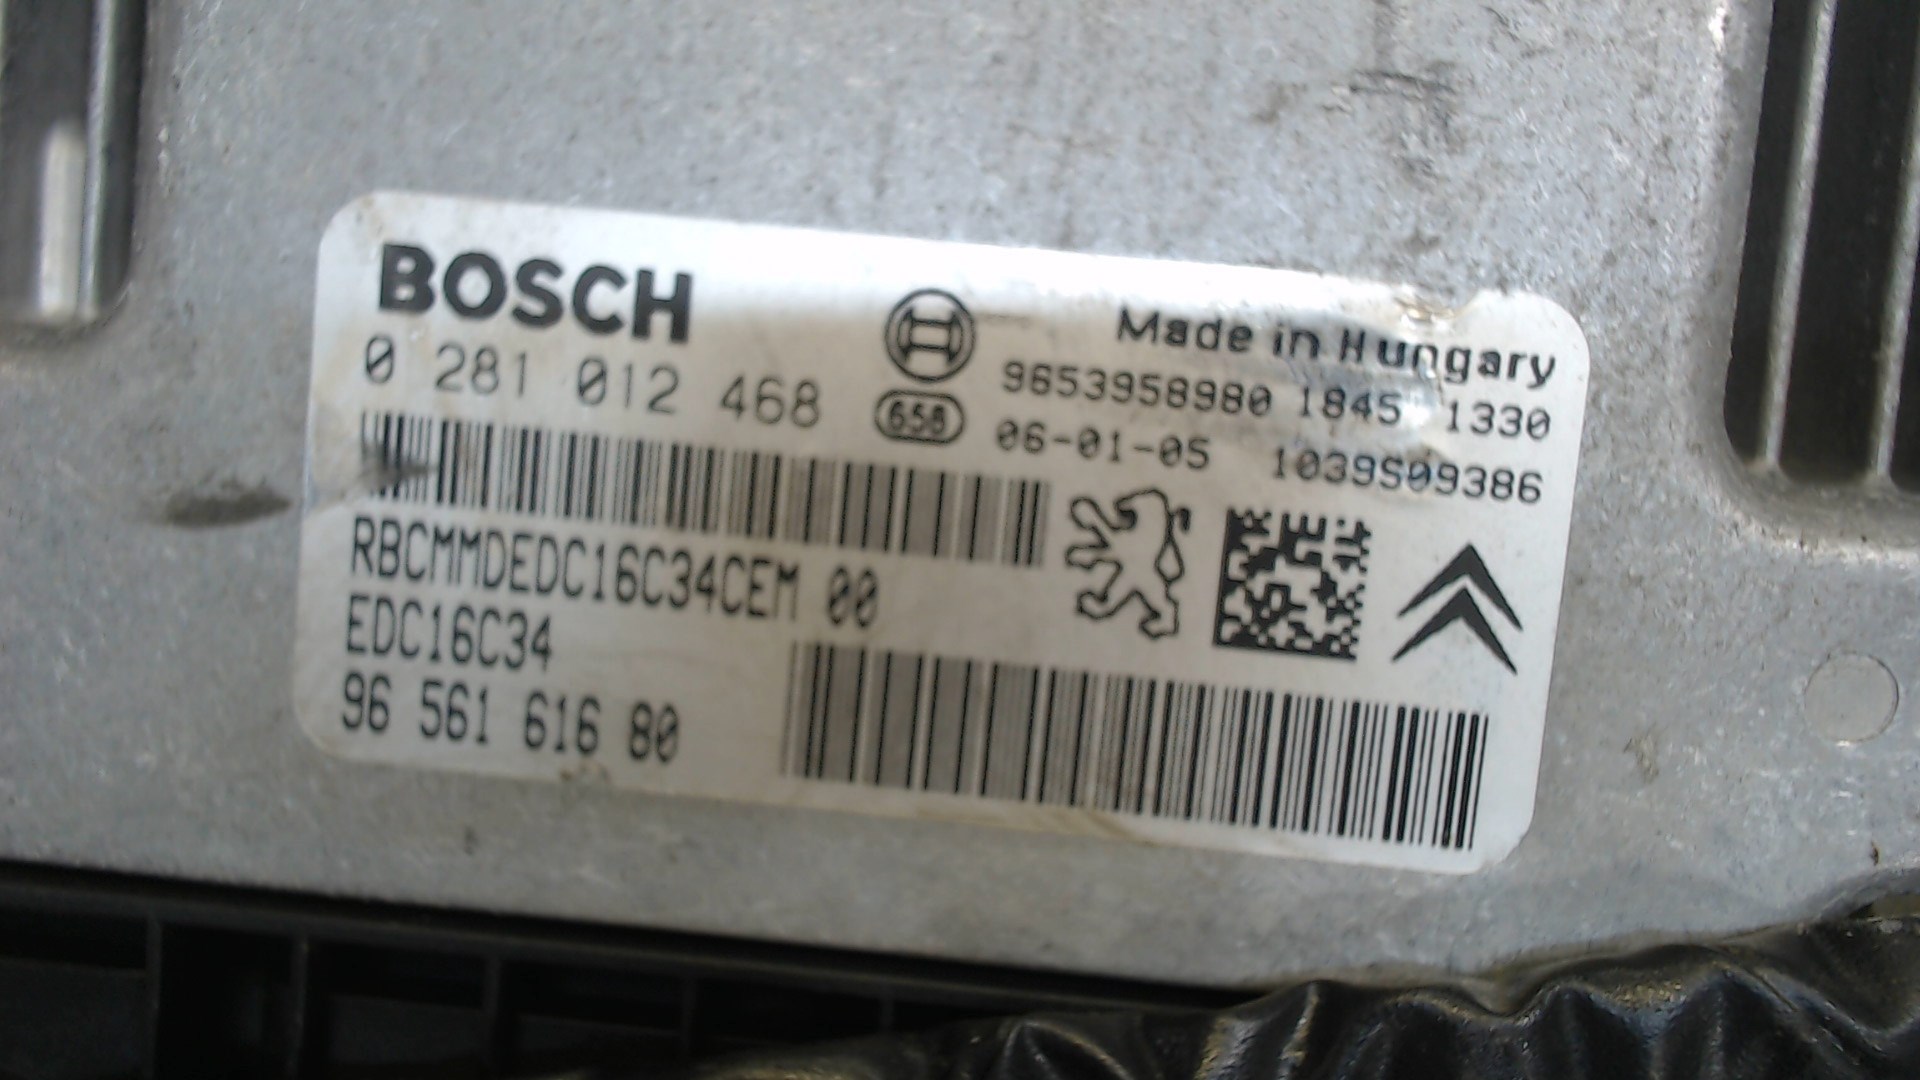 BOSCH
0 281 012 468
658
Made in Hungary
9653958980 1845 1330
06-01-05 1039S09386
RBCMMDEDC16C34CEM 00
EDC16C34
96 561 616 80